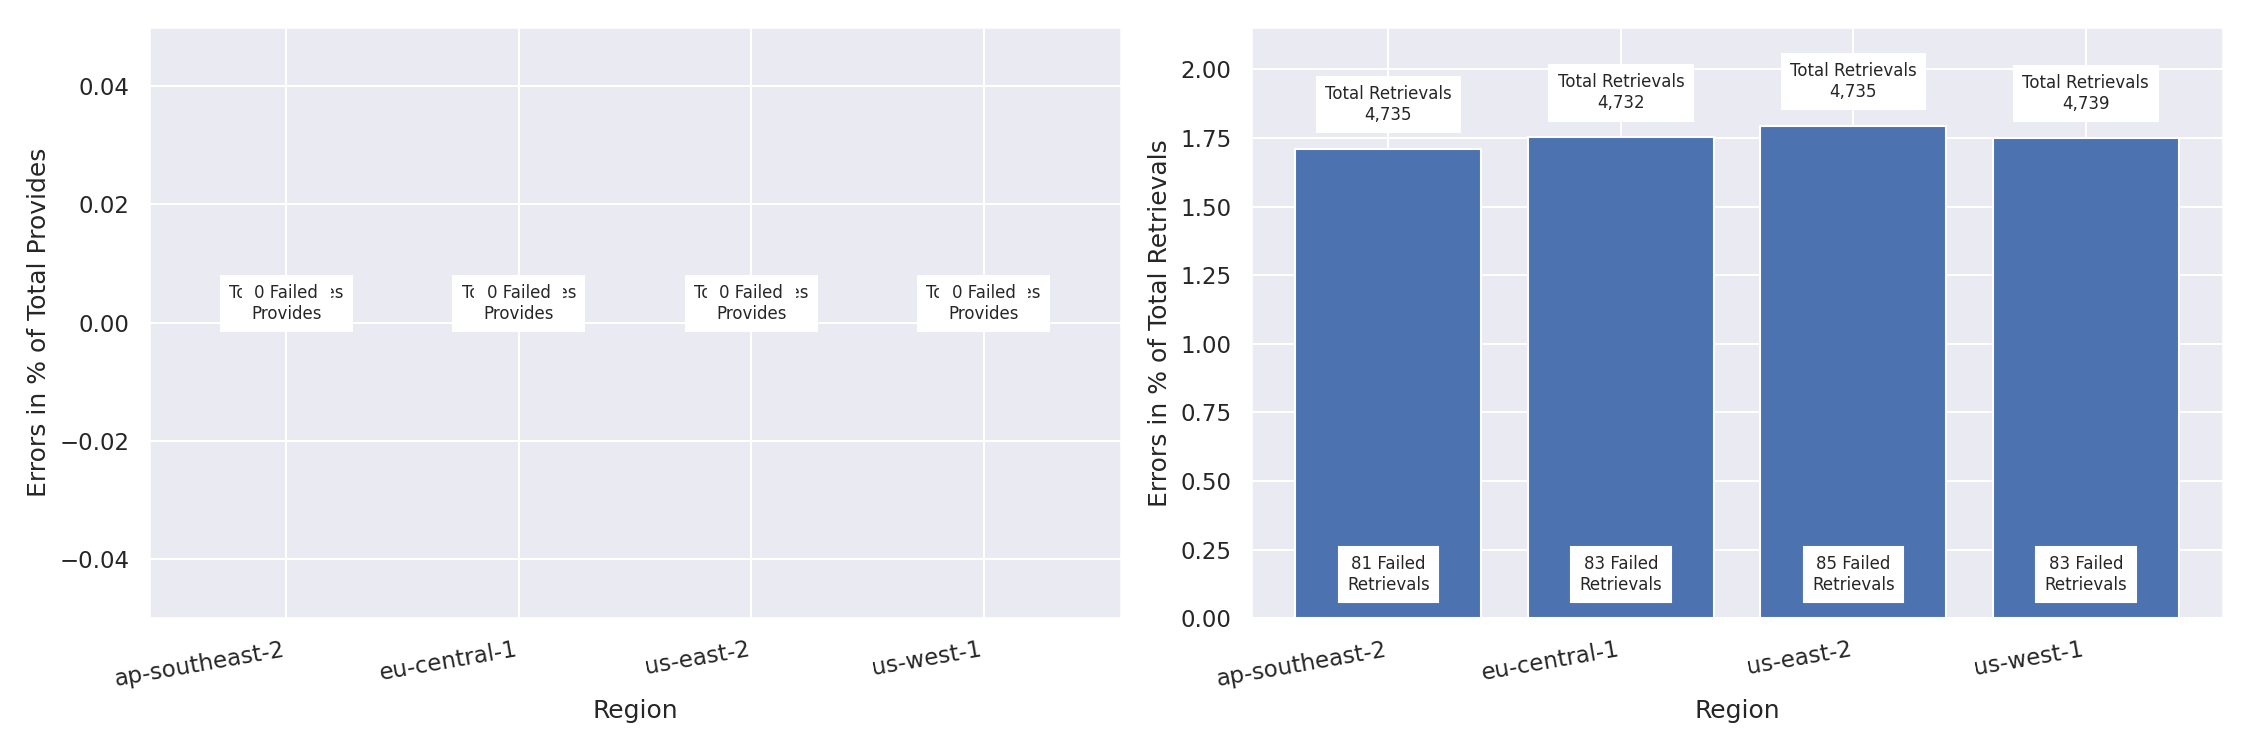 Errors in % of Total Provides
0.04
0.02
0.00
−0.02
−0.04
0 Failed
Provides
0 Failed
Provides
0 Failed
Provides
0 Failed
Provides
ap-southeast-2
eu-central-1
us-east-2
us-west-1
Region
Errors in % of Total Retrievals
2.00
1.75
1.50
1.25
1.00
0.75
0.50
0.25
0.00
Total Retrievals
4,735
Total Retrievals
4,732
Total Retrievals
4,735
Total Retrievals
4,739
81 Failed
Retrievals
83 Failed
Retrievals
85 Failed
Retrievals
83 Failed
Retrievals
ap-southeast-2
eu-central-1
us-east-2
us-west-1
Region